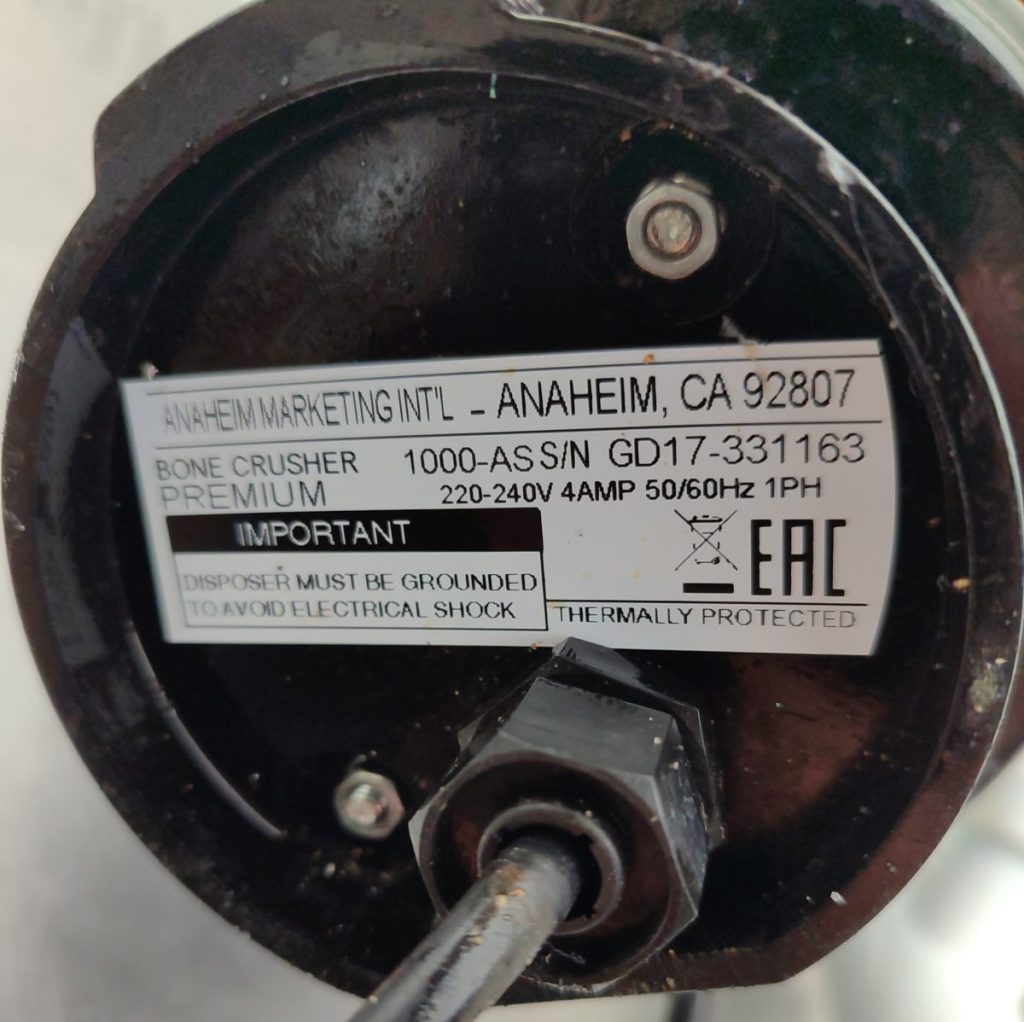 ANAHEIM MARKETING INT'L - ANAHEIM, CA 92807
BONE CRUSHER 1000-AS S/N GD17-331163
PREMIUM 220-240V 4AMP 50/60Hz 1PH
IMPORTANT
EAC
DISPOSER MUST BE GROUNDED
TO AVOID ELECTRICAL SHOCK
THERMALLY PROTECTED